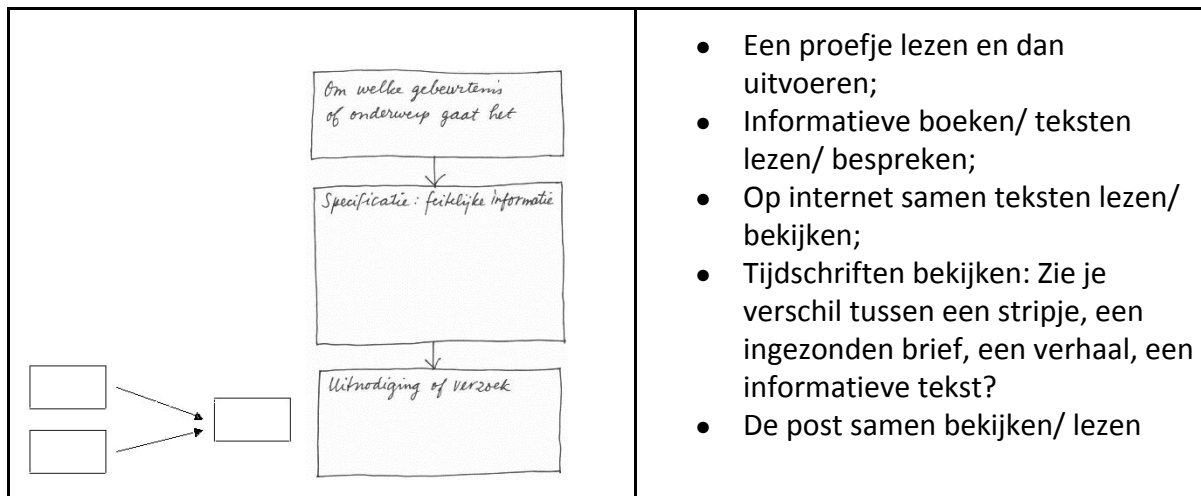 Om welke gebeurtenis
of onderwerp gaat het
Specificatie: feitelijke informatie
Uitnodiging of verzoek
● Een proefje lezen en dan
uitvoeren;
● Informatieve boeken/ teksten
lezen/ bespreken;
● Op internet samen teksten lezen/
bekijken;
● Tijdschriften bekijken: Zie je
verschil tussen een stripje, een
ingezonden brief, een verhaal, een
informatieve tekst?
● De post samen bekijken/ lezen